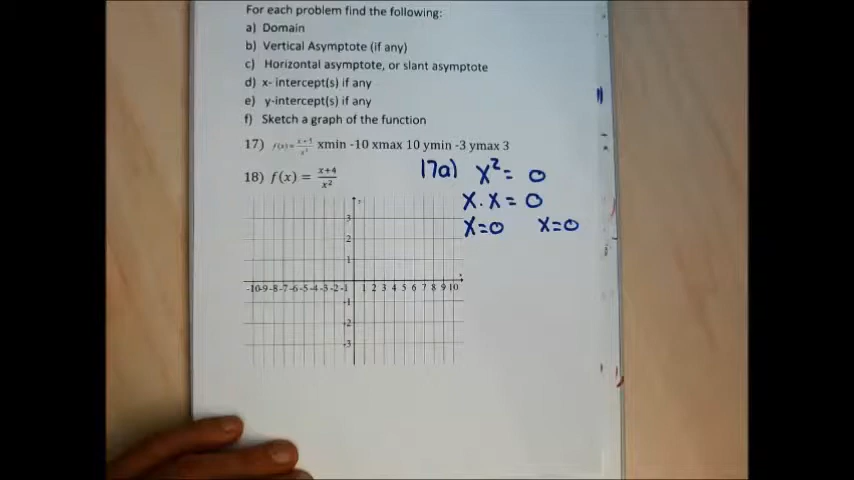 For each problem find the following:
a) Domain
b) Vertical Asymptote (if any)
c) Horizontal asymptote, or slant asymptote
d) x- intercept(s) if any
e) y-intercept(s) if any
f) Sketch a graph of the function
17) f(x) = x+5/x² xmin -10 xmax 10 ymin -3 ymax 3
18) f(x) = x+4/x²
17a) x² = 0
x · x = 0
x=0 x=0
3
2
1
-10 -9 -8 -7 -6 -5 -4 -3 -2 -1 1 2 3 4 5 6 7 8 9 10
-1
-2
-3